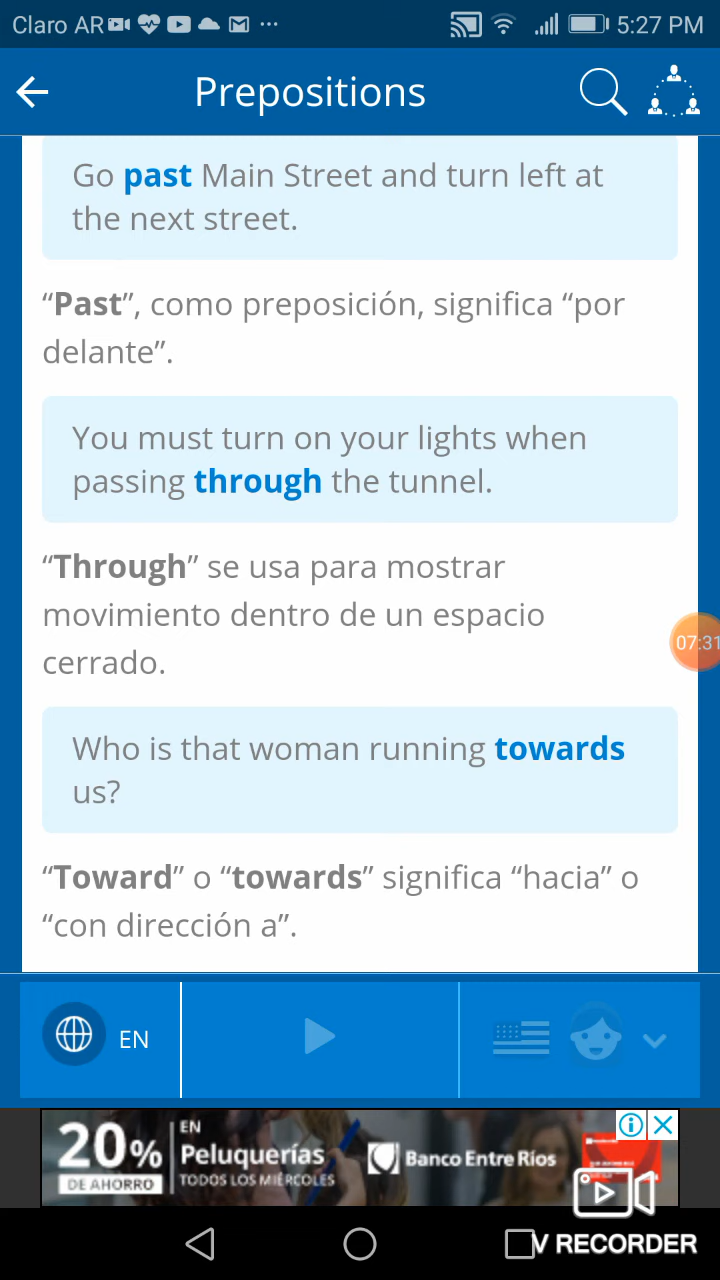 Claro AR ... 5:27 PM
Prepositions
Go past Main Street and turn left at
the next street.
“Past”, como preposición, significa “por
delante”.
You must turn on your lights when
passing through the tunnel.
“Through” se usa para mostrar
movimiento dentro de un espacio
cerrado.
07:31
Who is that woman running towards
us?
“Toward” o “towards” significa “hacia” o
“con dirección a”.
EN
20% EN
Peluquerías Banco Entre Ríos
DE AHORRO TODOS LOS MIÉRCOLES
V RECORDER